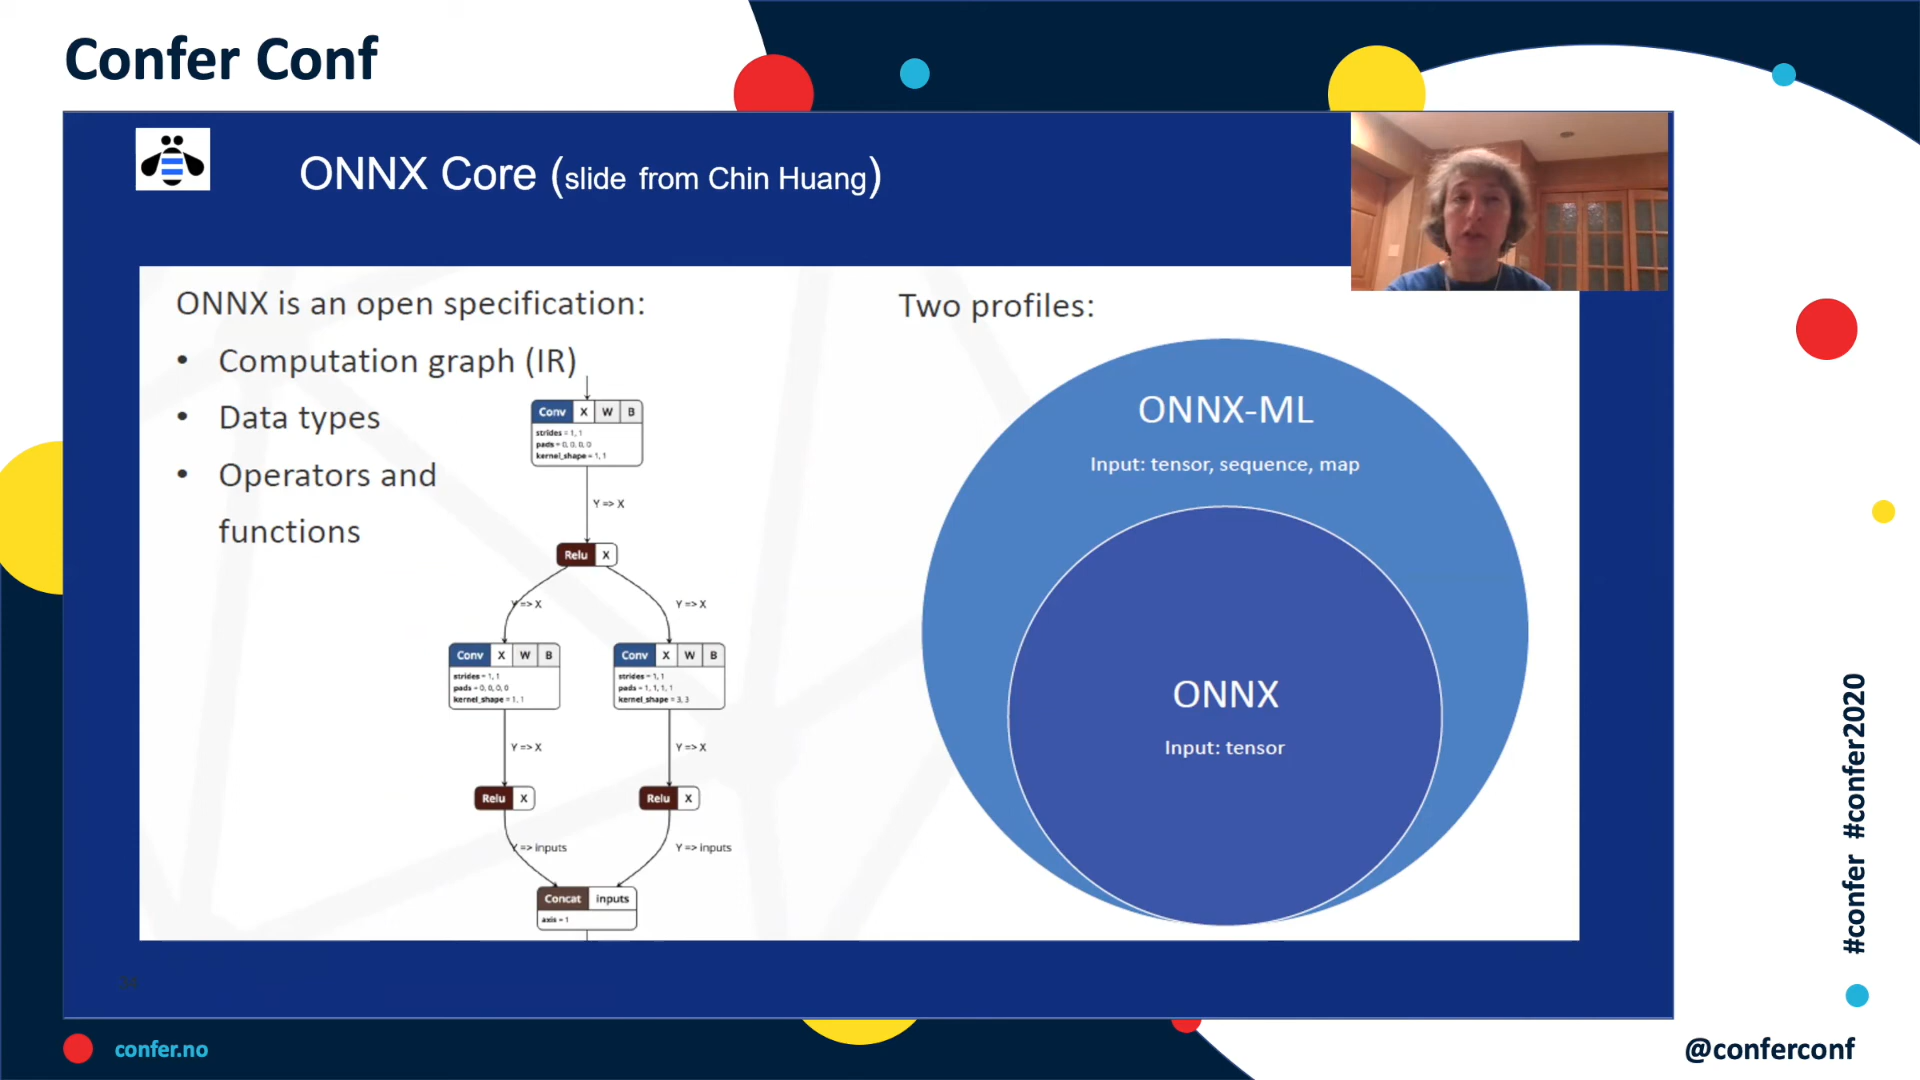 Confer Conf
ONNX Core (slide from Chin Huang)
ONNX is an open specification:
• Computation graph (IR)
• Data types
• Operators and
functions
Conv X W B
strides = 1, 1
pads = 0, 0, 0, 0
kernel_shape = 1, 1
Y => X
Relu X
Y => X
Y => X
Conv X W B
strides = 1, 1
pads = 0, 0, 0, 0
kernel_shape = 1, 1
Conv X W B
strides = 1, 1
pads = 1, 1, 1, 1
kernel_shape = 3, 3
Y => X
Y => X
Relu X
Relu X
Y => inputs
Y => inputs
Concat inputs
axis = 1
Two profiles:
ONNX-ML
Input: tensor, sequence, map
ONNX
Input: tensor
#confer #confer2020
confer.no
@conferconf